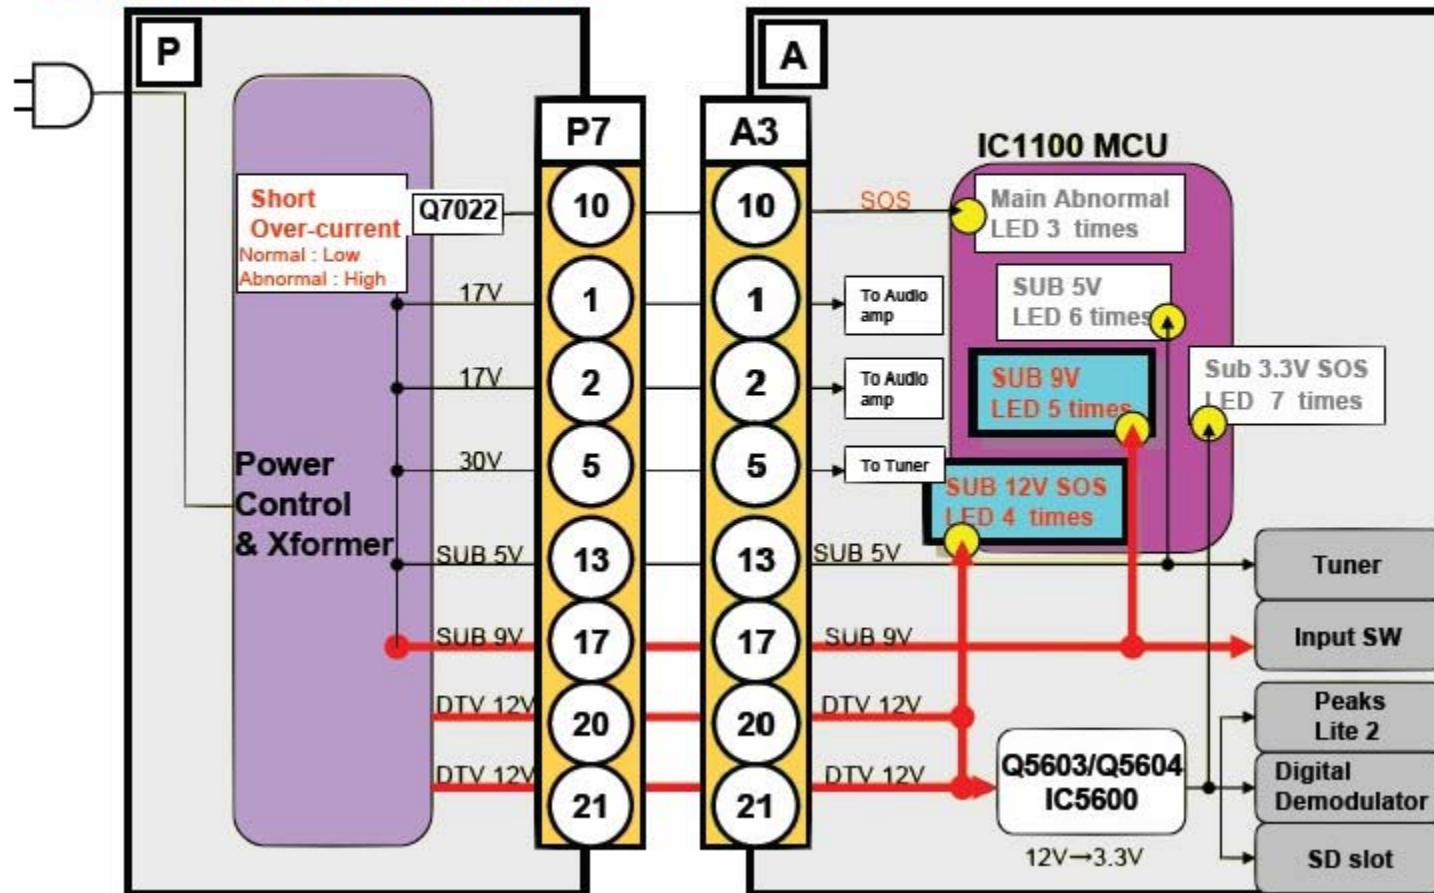 P
A
P7
A3
IC1100 MCU
Short
Over-current
Normal : Low
Abnormal : High
Q7022
10
10
SOS
Main Abnormal
LED 3 times
17V
1
1
To Audio
amp
SUB 5V
LED 6 times
17V
2
2
To Audio
amp
SUB 9V
LED 5 times
Sub 3.3V SOS
LED 7 times
30V
5
5
To Tuner
Power
Control
& Xformer
SUB 12V SOS
LED 4 times
SUB 5V
13
13
SUB 5V
Tuner
SUB 9V
17
17
SUB 9V
Input SW
DTV 12V
20
20
DTV 12V
Peaks
Lite 2
DTV 12V
21
21
DTV 12V
Q5603/Q5604
IC5600
Digital
Demodulator
12V→3.3V
SD slot